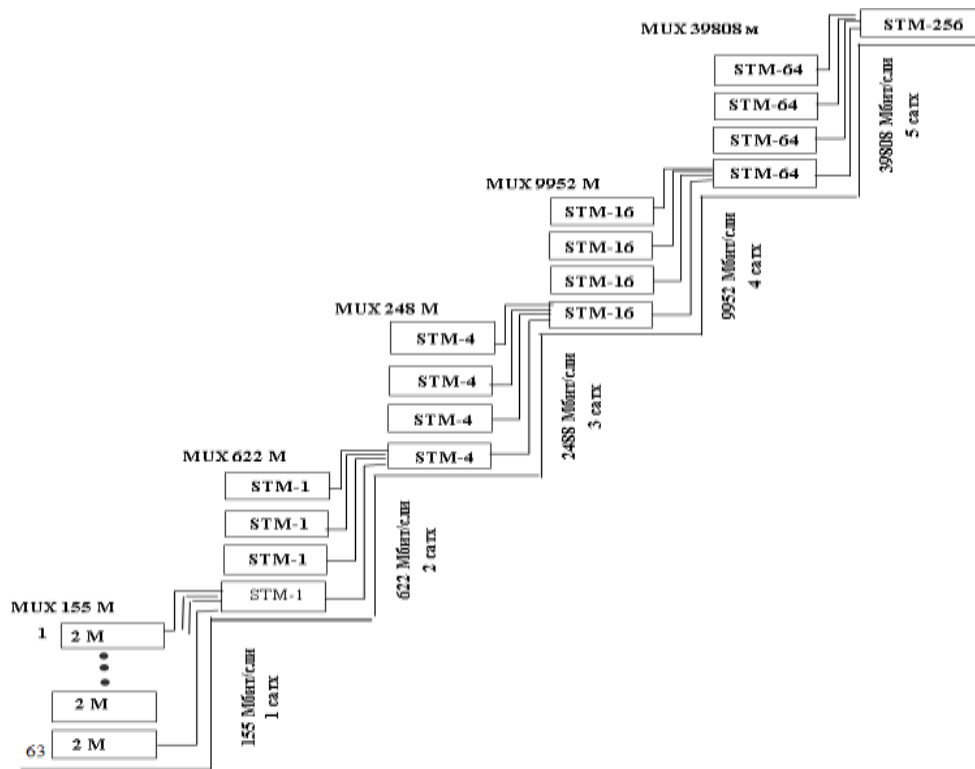 MUX 39808 м
STM-256
STM-64
STM-64
STM-64
STM-64
39808 Мбит/сли
5 сатх
MUX 9952 M
STM-16
STM-16
STM-16
STM-16
9952 Мбит/сли
4 сатх
MUX 248 M
STM-4
STM-4
STM-4
STM-4
2488 Мбит/сли
3 сатх
MUX 622 M
STM-1
STM-1
STM-1
STM-1
622 Мбит/сли
2 сатх
MUX 155 M
1
2 M
2 M
63
2 M
155 Мбит/сли
1 сатх